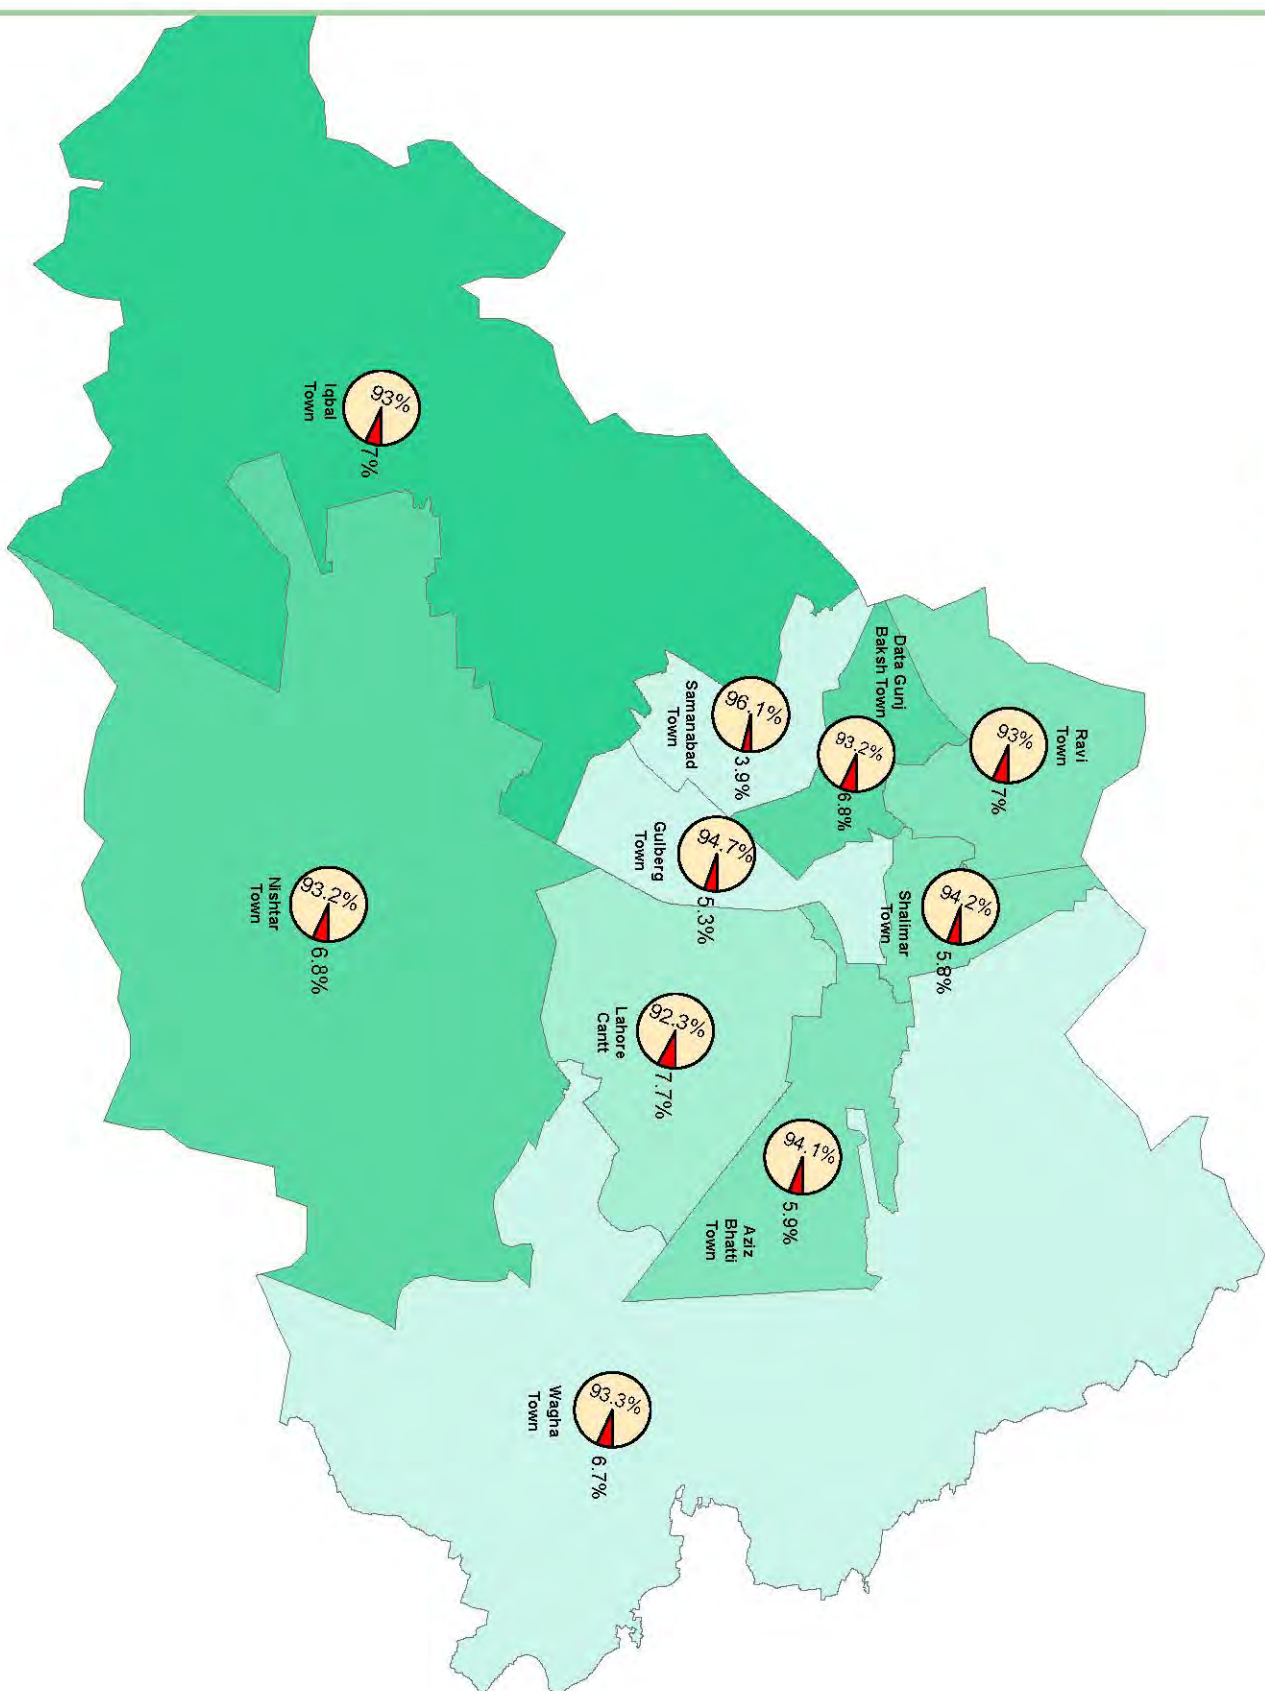 93%
7%
Iqbal
Town
96.1%
3.9%
Samanabad
Town
Data Gunj
Baksh Town
93.2%
6.8%
Ravi
Town
93%
7%
94.7%
5.3%
Gulberg
Town
94.2%
5.8%
Shalimar
Town
93.2%
6.8%
Nishtar
Town
92.3%
7.7%
Lahore
Cantt
94.1%
5.9%
Aziz
Bhatti
Town
93.3%
6.7%
Wagha
Town